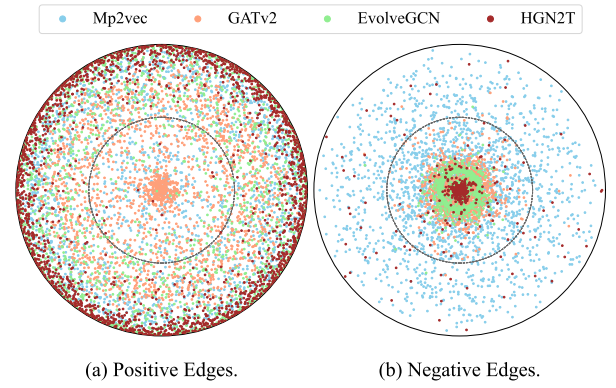 Mp2vec GATv2 EvolveGCN HGN2T
(a) Positive Edges. (b) Negative Edges.